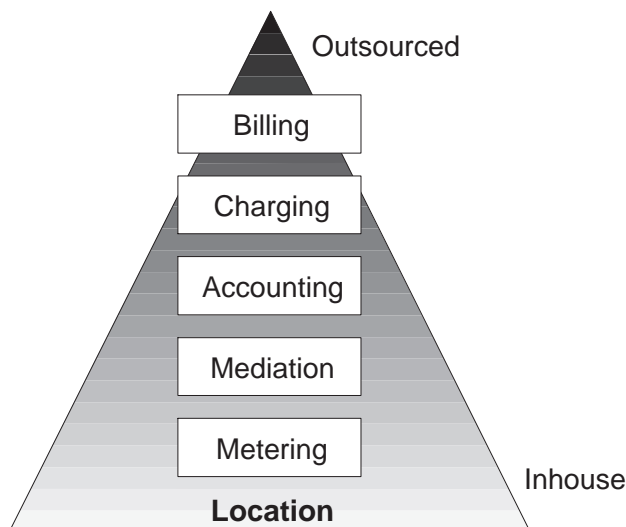 Outsourced
Billing
Charging
Accounting
Mediation
Metering
Inhouse
Location